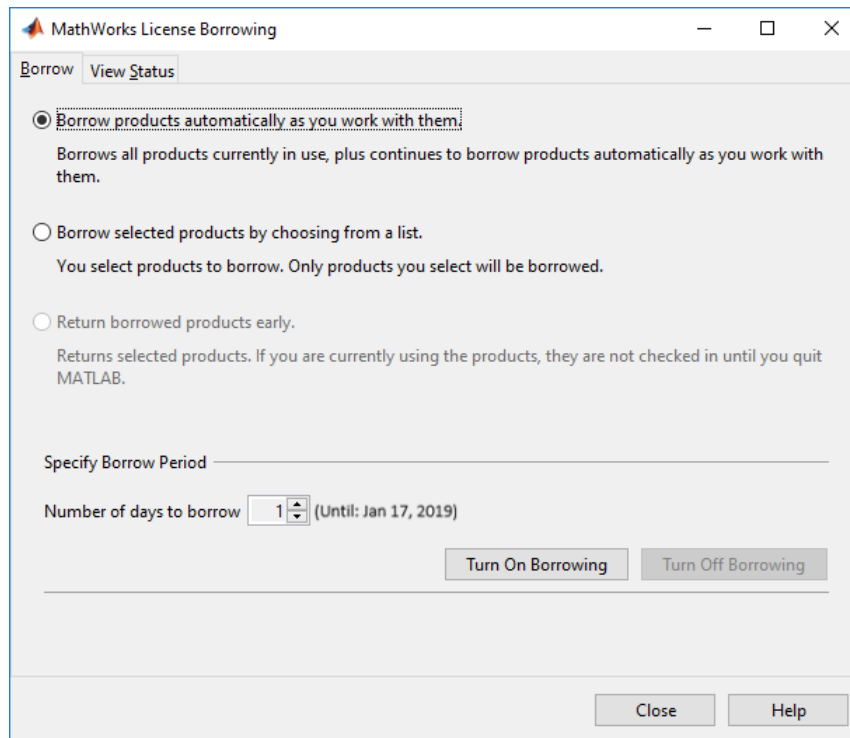 MathWorks License Borrowing
Borrow View Status
Borrow products automatically as you work with them.
Borrows all products currently in use, plus continues to borrow products automatically as you work with
them.
Borrow selected products by choosing from a list.
You select products to borrow. Only products you select will be borrowed.
Return borrowed products early.
Returns selected products. If you are currently using the products, they are not checked in until you quit
MATLAB.
Specify Borrow Period
Number of days to borrow 1 (Until: Jan 17, 2019)
Turn On Borrowing Turn Off Borrowing
Close Help